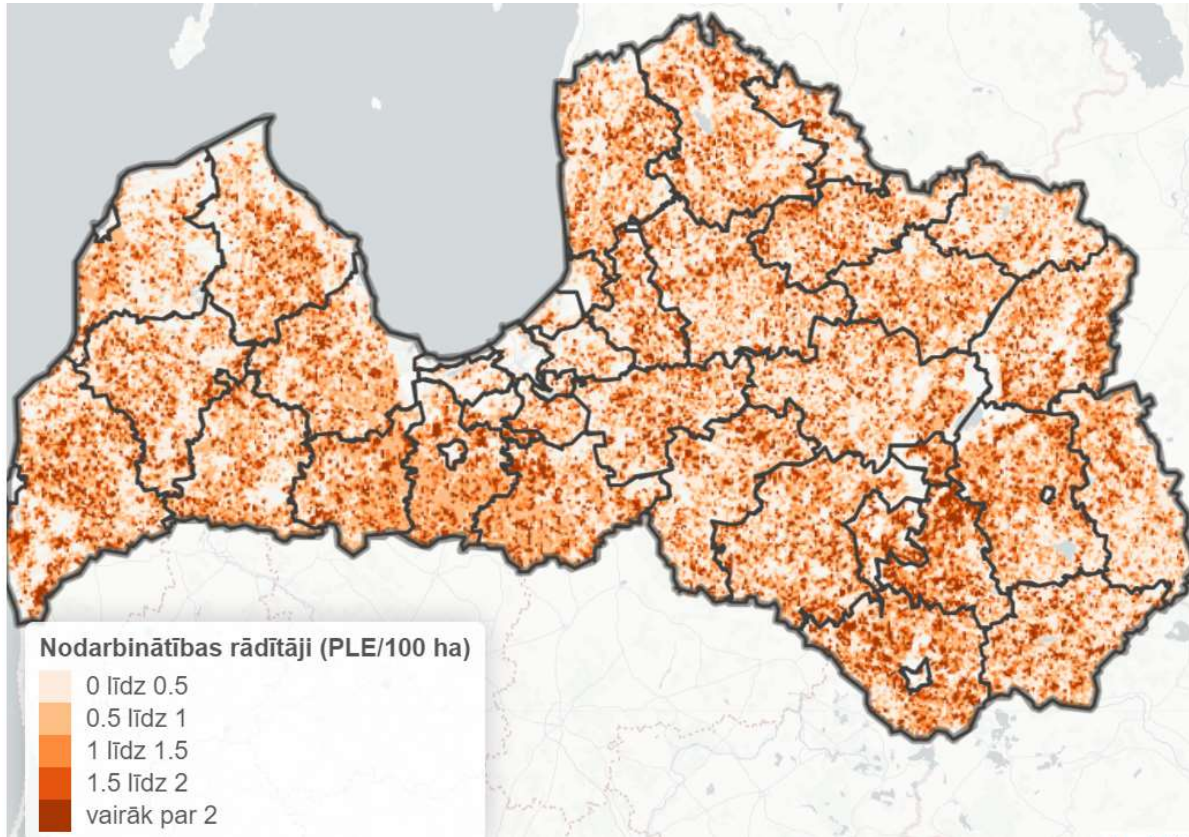 Nodarbinātības rādītāji (PLE/100 ha)
0 līdz 0.5
0.5 līdz 1
1 līdz 1.5
1.5 līdz 2
vairāk par 2